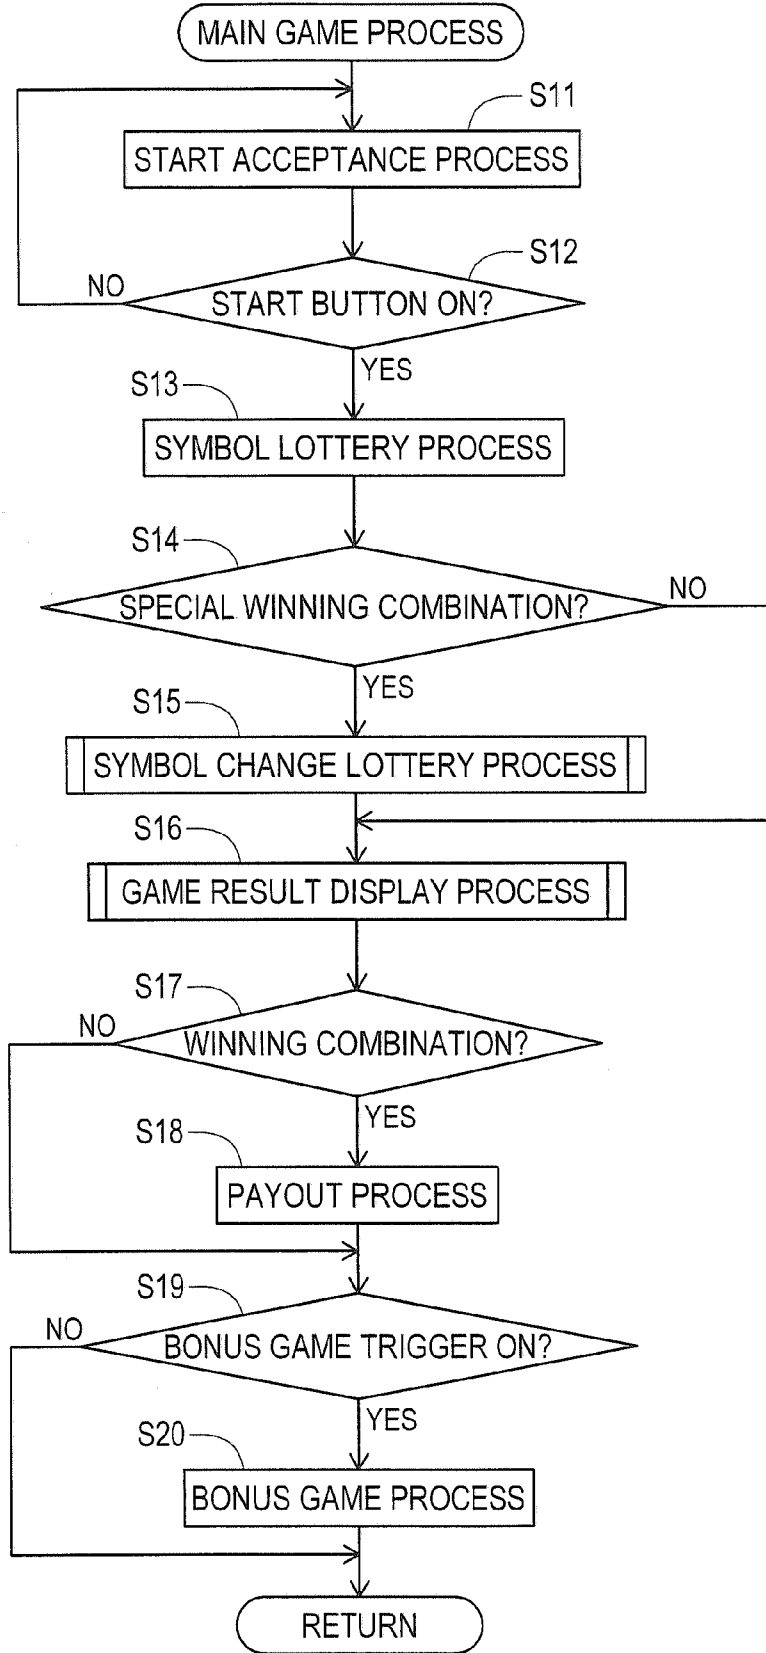 MAIN GAME PROCESS
S11
START ACCEPTANCE PROCESS
S12
NO
START BUTTON ON?
YES
S13
SYMBOL LOTTERY PROCESS
S14
NO
SPECIAL WINNING COMBINATION?
YES
S15
SYMBOL CHANGE LOTTERY PROCESS
S16
GAME RESULT DISPLAY PROCESS
S17
NO
WINNING COMBINATION?
YES
S18
PAYOUT PROCESS
S19
NO
BONUS GAME TRIGGER ON?
YES
S20
BONUS GAME PROCESS
RETURN